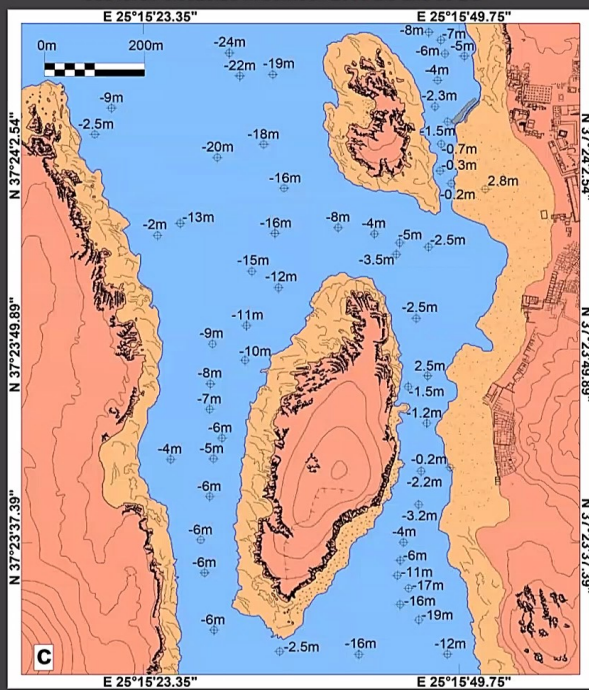 E 25°15'23.35" E 25°15'49.75"
0m 200m
-24m
-22m -19m
-8m -7m
-6m -5m
-4m
-9m
-2.3m
-2.5m
-1.5m
-18m
-0.7m
-20m
-0.3m
-16m
-0.2m 2.8m
-2m -13m
-16m -8m -4m
-5m -2.5m
-3.5m
-15m
-12m
-11m -2.5m
-9m
-10m
-8m 2.5m
-1.5m
-7m
-1.2m
-6m
-4m -5m
-0.2m
-6m -2.2m
-3.2m
-6m -4m
-6m -6m
-11m
-17m
-16m
-6m -19m
-2.5m -16m -12m
N 37°24'2.54"
N 37°23'49.89"
N 37°23'37.39"
N 37°24'2.54"
N 37°23'49.89"
N 37°23'37.39"
C
E 25°15'23.35" E 25°15'49.75"